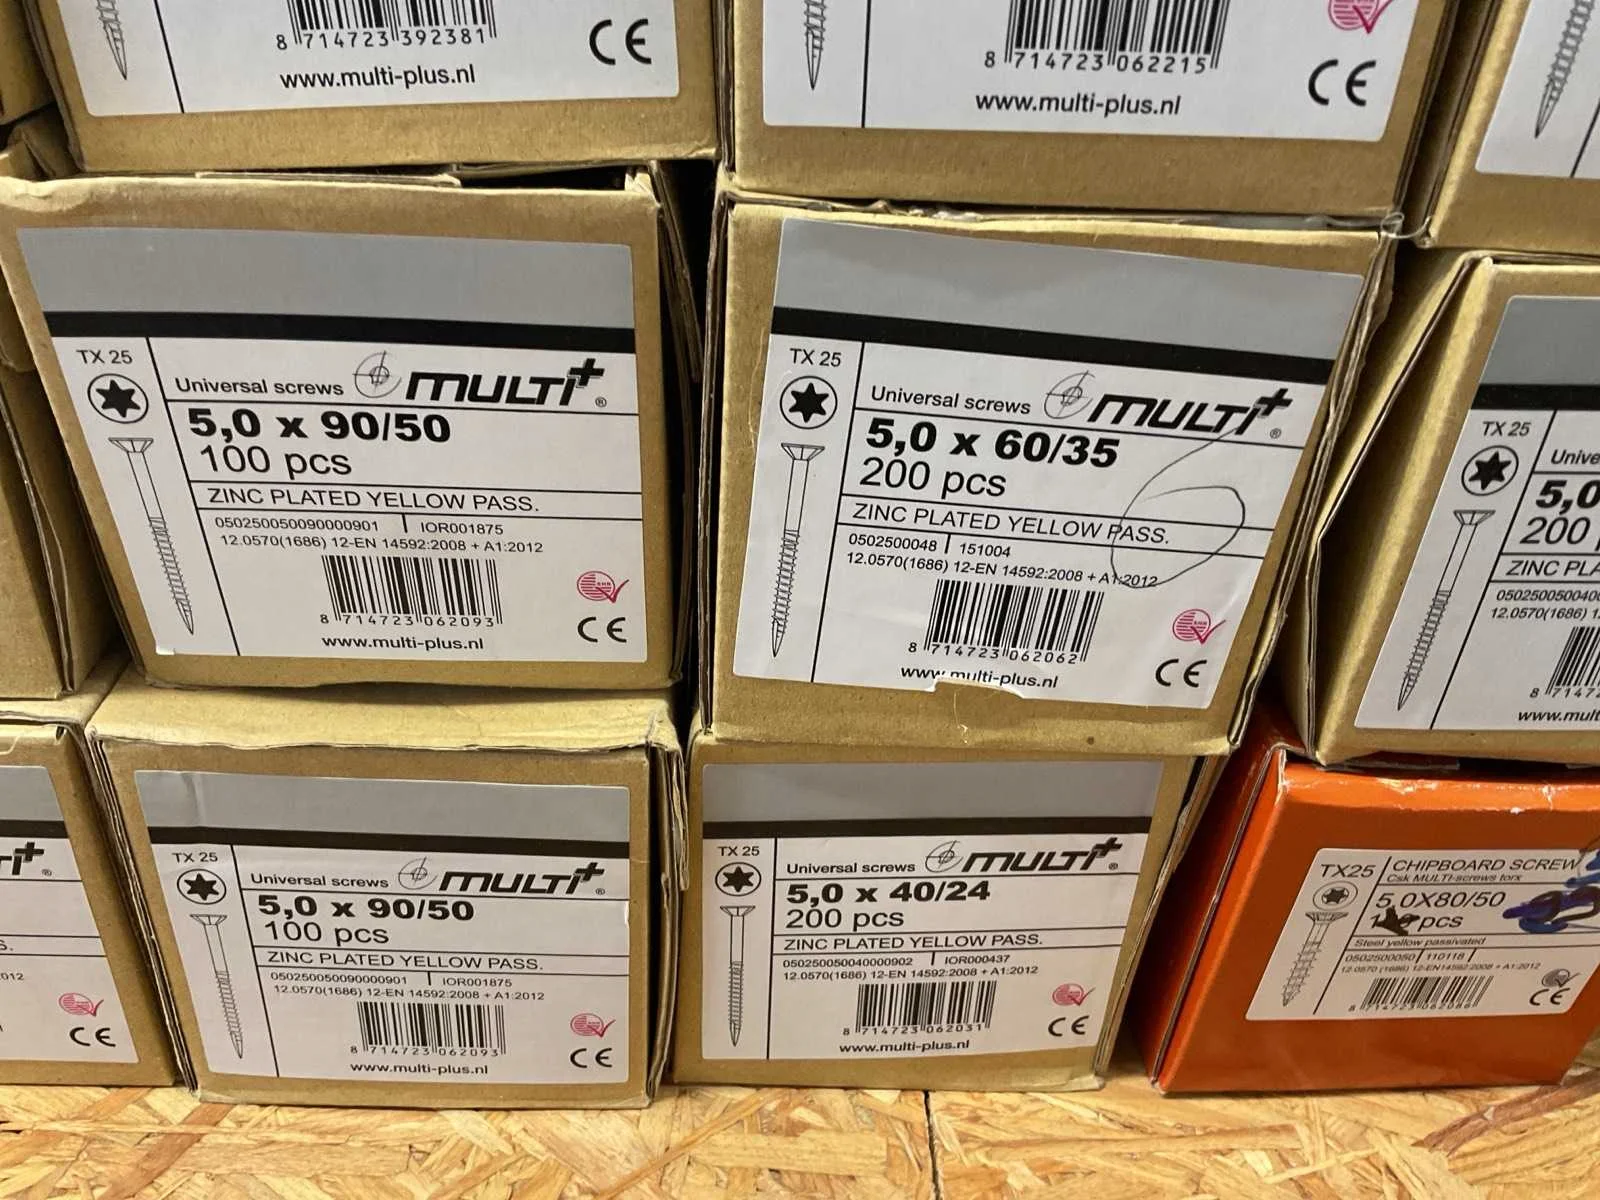 8 714723 392381
www.multi-plus.nl
CE
8 714723 062215
www.multi-plus.nl
CE
TX 25
Universal screws MULTI+ ®
5,0 x 90/50
100 pcs
ZINC PLATED YELLOW PASS.
050250050090000901 IOR001875
12.0570(1686) 12-EN 14592:2008 + A1:2012
8 714723 062093
www.multi-plus.nl
CE
TX 25
Universal screws MULTI+ ®
5,0 x 60/35
200 pcs
ZINC PLATED YELLOW PASS.
0502500048 151004
12.0570(1686) 12-EN 14592:2008 + A1:2012
8 714723 062062
www.multi-plus.nl
CE
TX 25
5,0
200
ZINC
12.0570(1686)
8
TX 25
Universal screws MULTI+ ®
5,0 x 90/50
100 pcs
ZINC PLATED YELLOW PASS.
050250050090000901 IOR001875
12.0570(1686) 12-EN 14592:2008 + A1:2012
8 714723 062093
www.multi-plus.nl
CE
TX 25
Universal screws MULTI+ ®
5,0 x 40/24
200 pcs
ZINC PLATED YELLOW PASS.
050250050040000902 IOR000437
12.0570(1686) 12-EN 14592:2008 + A1:2012
8 714723 062031
www.multi-plus.nl
CE
TX25
CHIPBOARD SCREW
Csk MULTI-screws torx
5,0X80/50
pcs
Steel yellow passivated
0502500050 110118
12.0570 (1686) 12-EN14592:2008 + A1:2012
CE
®
CE